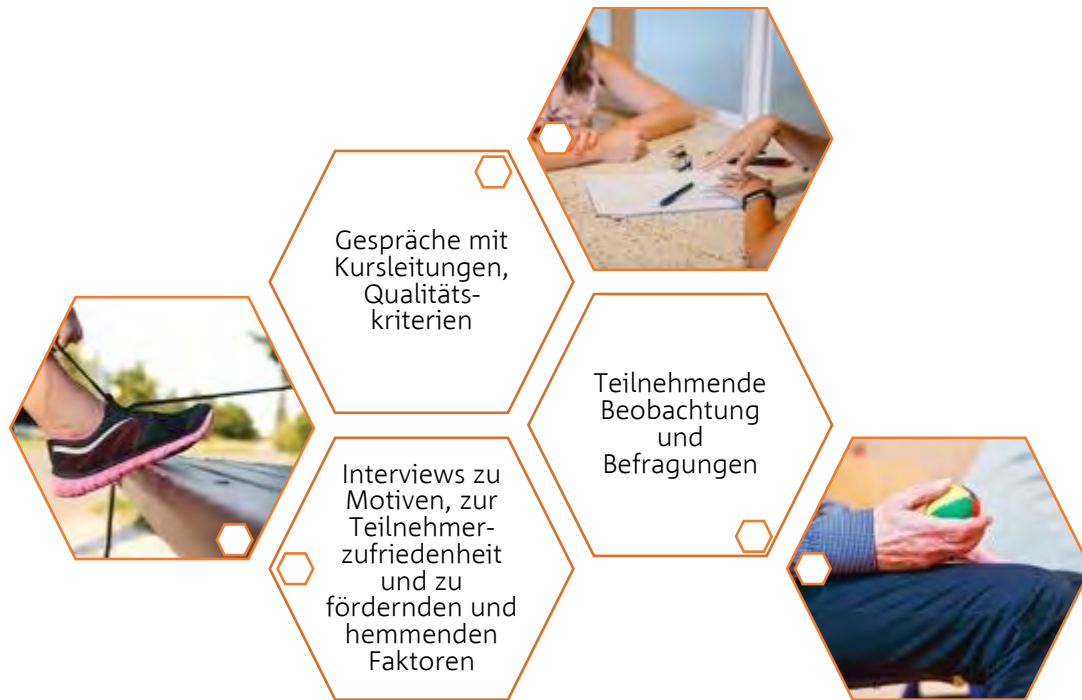 Gespräche mit
Kursleitungen,
Qualitäts-
kriterien
Teilnehmende
Beobachtung
und
Befragungen
Interviews zu
Motiven, zur
Teilnehmer-
zufriedenheit
und zu
fördernden und
hemmenden
Faktoren